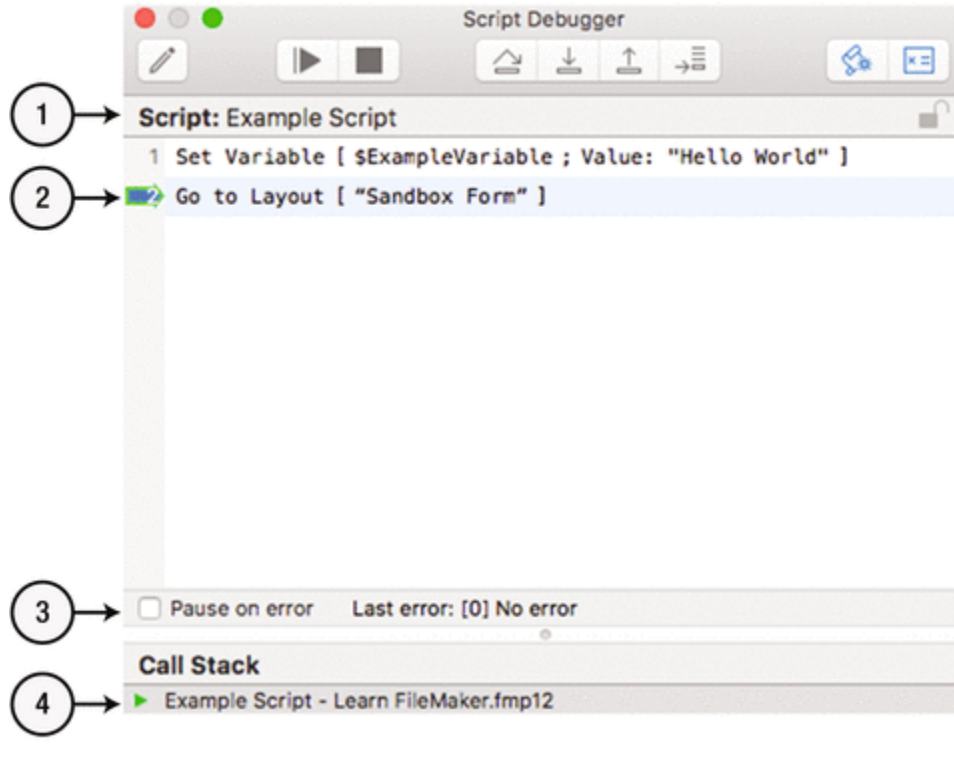 Script Debugger
1
Script: Example Script
1 Set Variable [ $ExampleVariable ; Value: "Hello World" ]
2
2 Go to Layout [ “Sandbox Form” ]
3
Pause on error Last error: [0] No error
Call Stack
4
Example Script - Learn FileMaker.fmp12